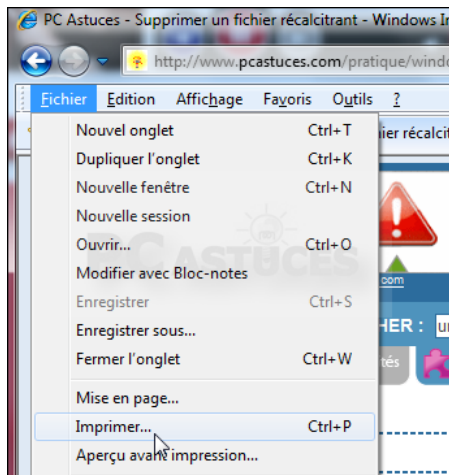 PC Astuces - Supprimer un fichier récalcitrant - Windows In
http://www.pcastuces.com/pratique/windo
Fichier Edition Affichage Favoris Outils ?
Nouvel onglet Ctrl+T
Dupliquer l'onglet Ctrl+K
Nouvelle fenêtre Ctrl+N
Nouvelle session
Ouvrir... Ctrl+O
Modifier avec Bloc-notes
Enregistrer Ctrl+S
Enregistrer sous...
Fermer l'onglet Ctrl+W
Mise en page...
Imprimer... Ctrl+P
Aperçu avant impression...
ier récalcit
com
HER : u
tés
PC ASTUCES